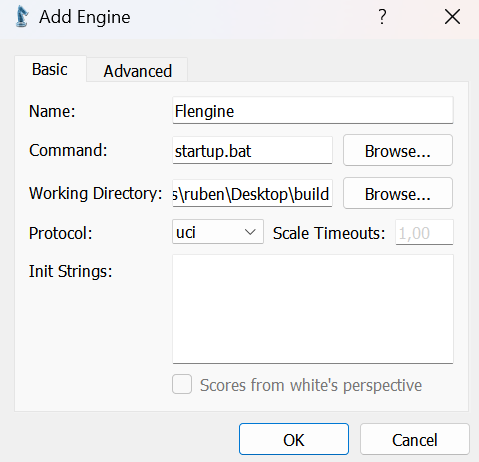 Add Engine
Basic Advanced
Name: Flengine
Command: startup.bat Browse...
Working Directory: s\ruben\Desktop\build Browse...
Protocol: uci Scale Timeouts: 1,00
Init Strings:
Scores from white's perspective
OK Cancel